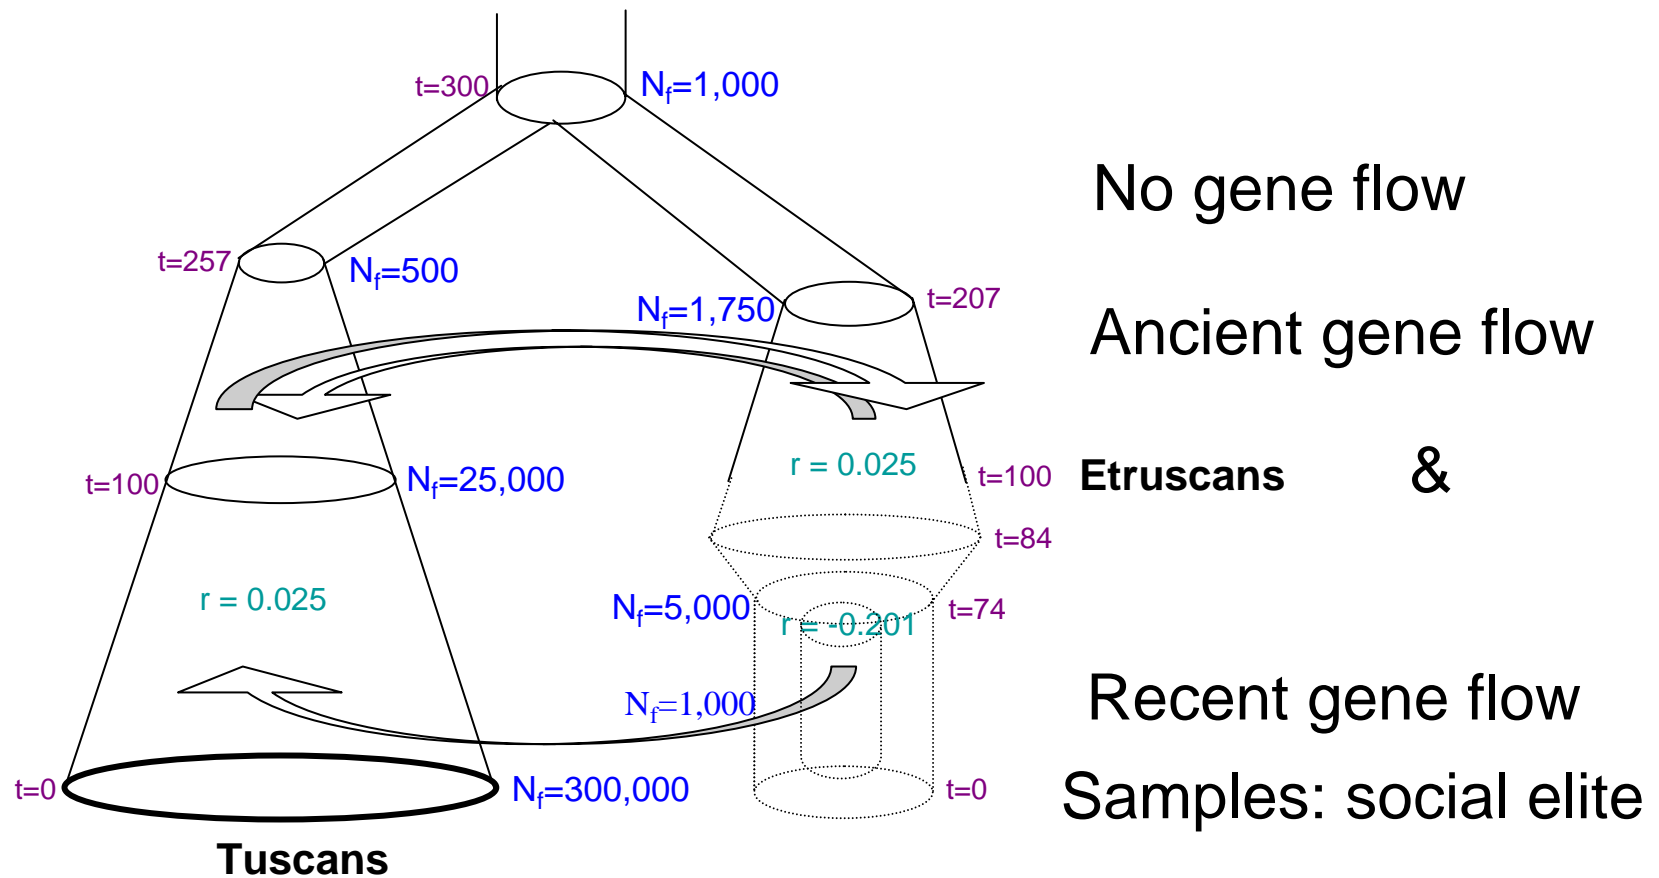 t=300
Nf=1,000
No gene flow
t=257
Nf=500
Nf=1,750
t=207
Ancient gene flow
t=100
Nf=25,000
r = 0.025
t=100
Etruscans &
t=84
r = 0.025
Nf=5,000
r = -0.201
t=74
Nf=1,000
Recent gene flow
t=0
Nf=300,000
t=0
Samples: social elite
Tuscans